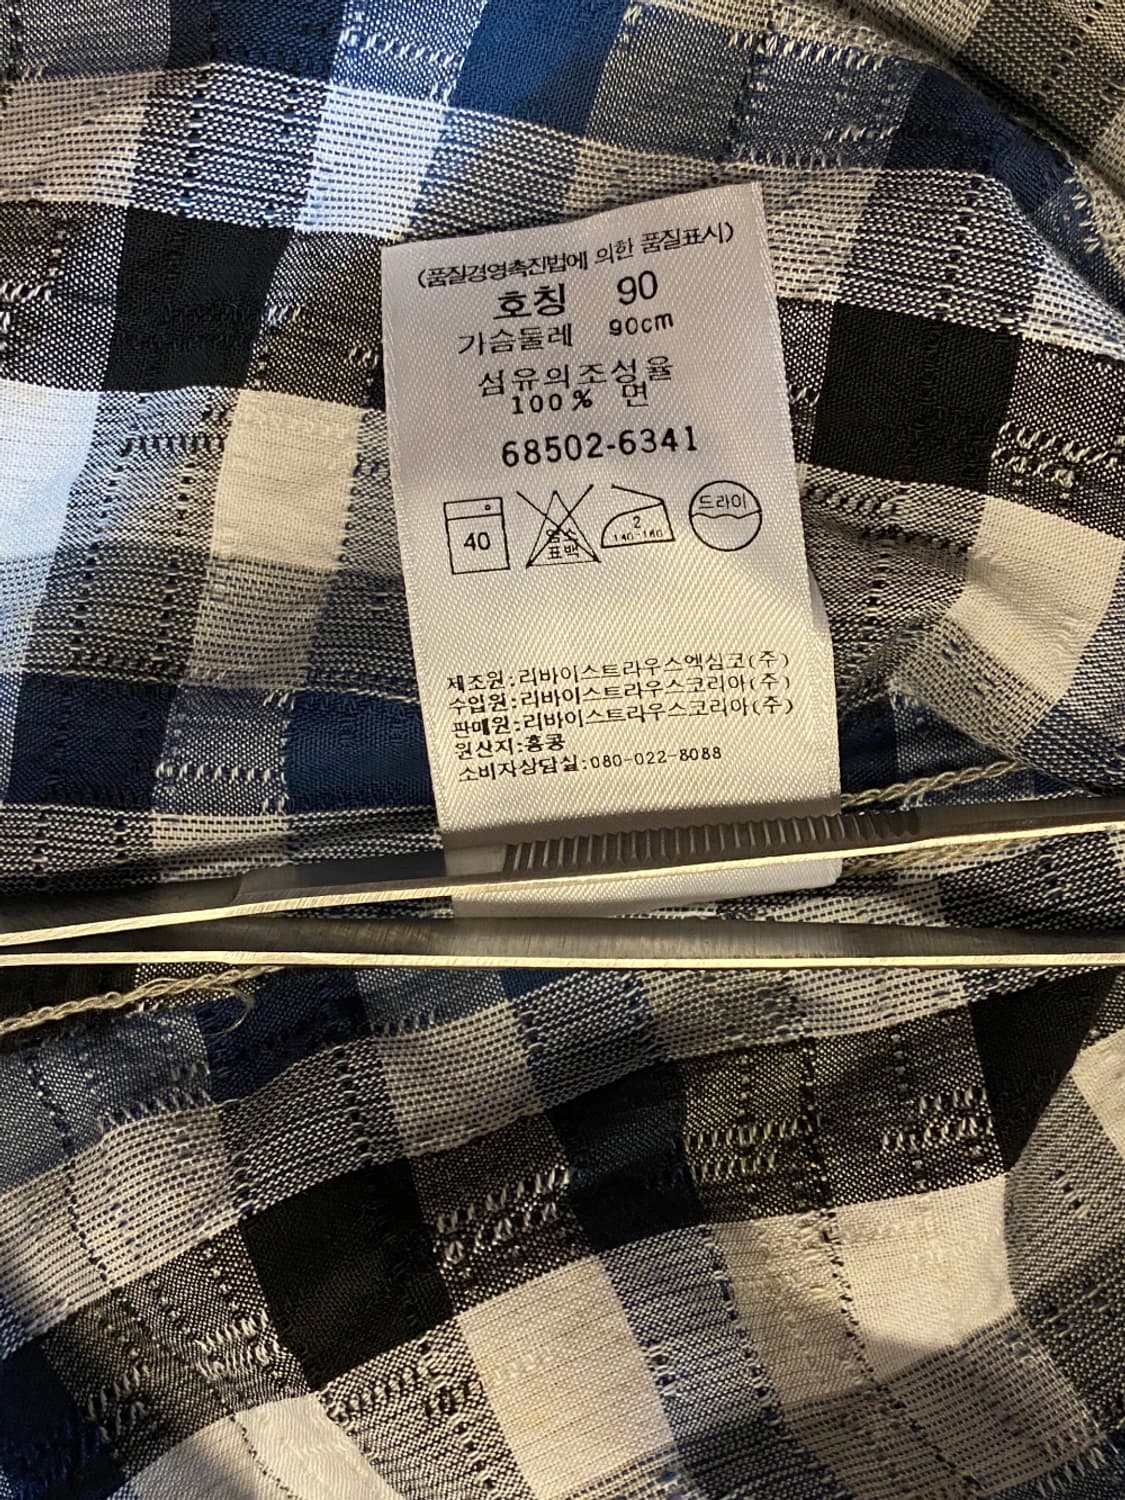 (품질경영촉진법에 의한 품질표시)
호칭 90
가슴둘레 90cm
섬유의조성율
100% 면
68502-6341
40
염소
표백
2
140-160
드라이
제조원:리바이스트라우스엑심코(주)
수입원:리바이스트라우스코리아(주)
판매원:리바이스트라우스코리아(주)
원산지:홍콩
소비자상담실:080-022-8088